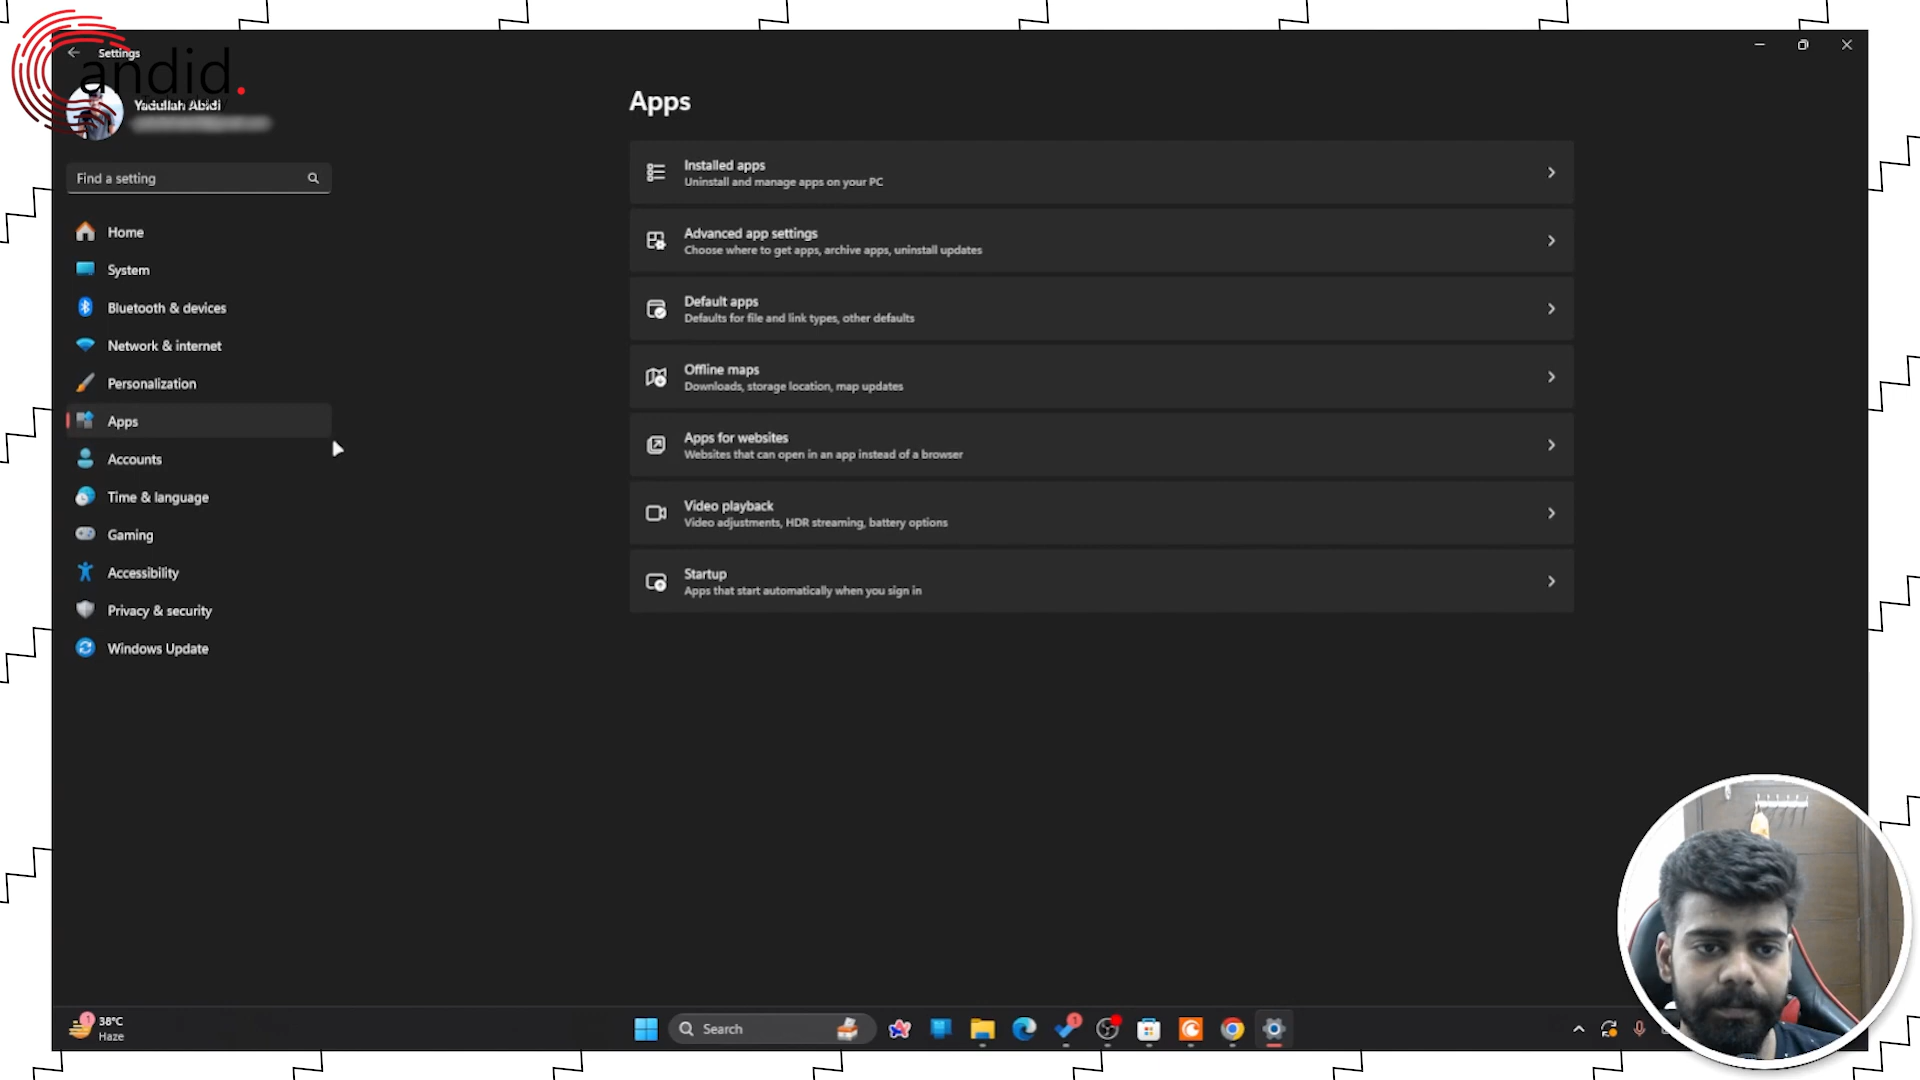 Settings
andid.
Yadullah Abidi
Find a setting
Home
System
Bluetooth & devices
Network & internet
Personalization
Apps
Accounts
Time & language
Gaming
Accessibility
Privacy & security
Windows Update
Apps
Installed apps
Uninstall and manage apps on your PC
Advanced app settings
Choose where to get apps, archive apps, uninstall updates
Default apps
Defaults for file and link types, other defaults
Offline maps
Downloads, storage location, map updates
Apps for websites
Websites that can open in an app instead of a browser
Video playback
Video adjustments, HDR streaming, battery options
Startup
Apps that start automatically when you sign in
1
38°C
Haze
Search
1